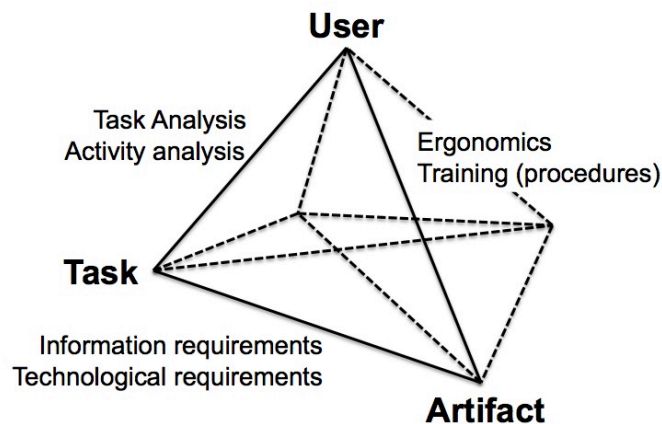 User
Task Analysis
Activity analysis
Ergonomics
Training (procedures)
Task
Information requirements
Technological requirements
Artifact